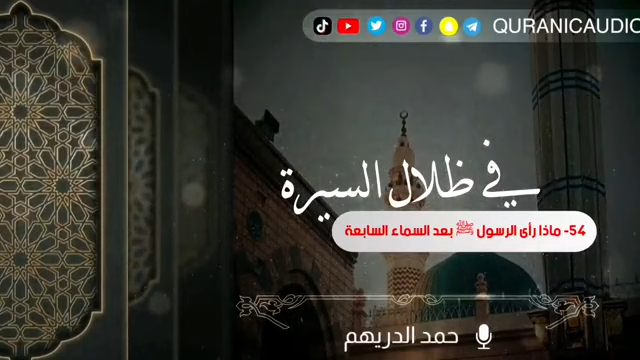 QURANICAUDIO
في ظلال السيرة
54- ماذا رأى الرسول ﷺ بعد السماء السابعة
حمد الدريهم